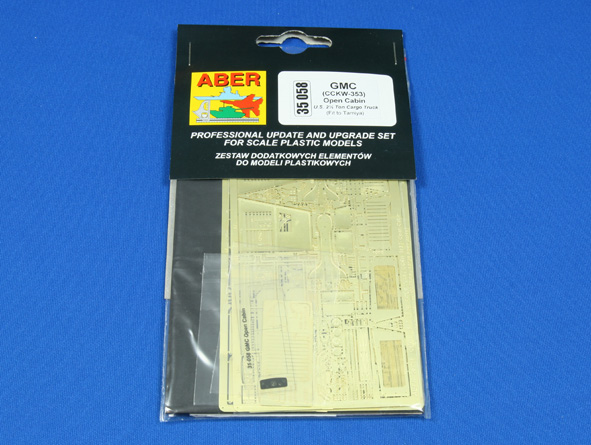 ABER
35 058
GMC
(CCKW-353)
Open Cabin
U.S. 2½ Ton Cargo Truck
(Fit to Tamiya)
PROFESSIONAL UPDATE AND UPGRADE SET
FOR SCALE PLASTIC MODELS
ZESTAW DODATKOWYCH ELEMENTÓW
DO MODELI PLASTIKOWYCH
35 058 GMC Open Cabin